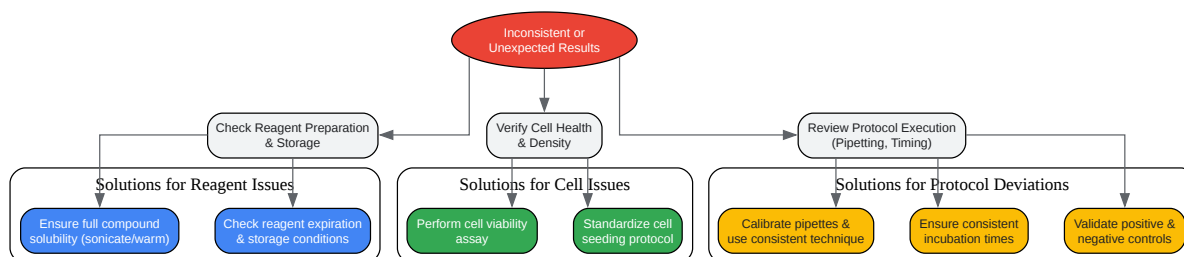 Inconsistent or
Unexpected Results
Check Reagent Preparation
& Storage
Verify Cell Health
& Density
Review Protocol Execution
(Pipetting, Timing)
Solutions for Reagent Issues
Ensure full compound
solubility (sonicate/warm)
Check reagent expiration
& storage conditions
Solutions for Cell Issues
Perform cell viability
assay
Standardize cell
seeding protocol
Solutions for Protocol Deviations
Calibrate pipettes &
use consistent technique
Ensure consistent
incubation times
Validate positive &
negative controls